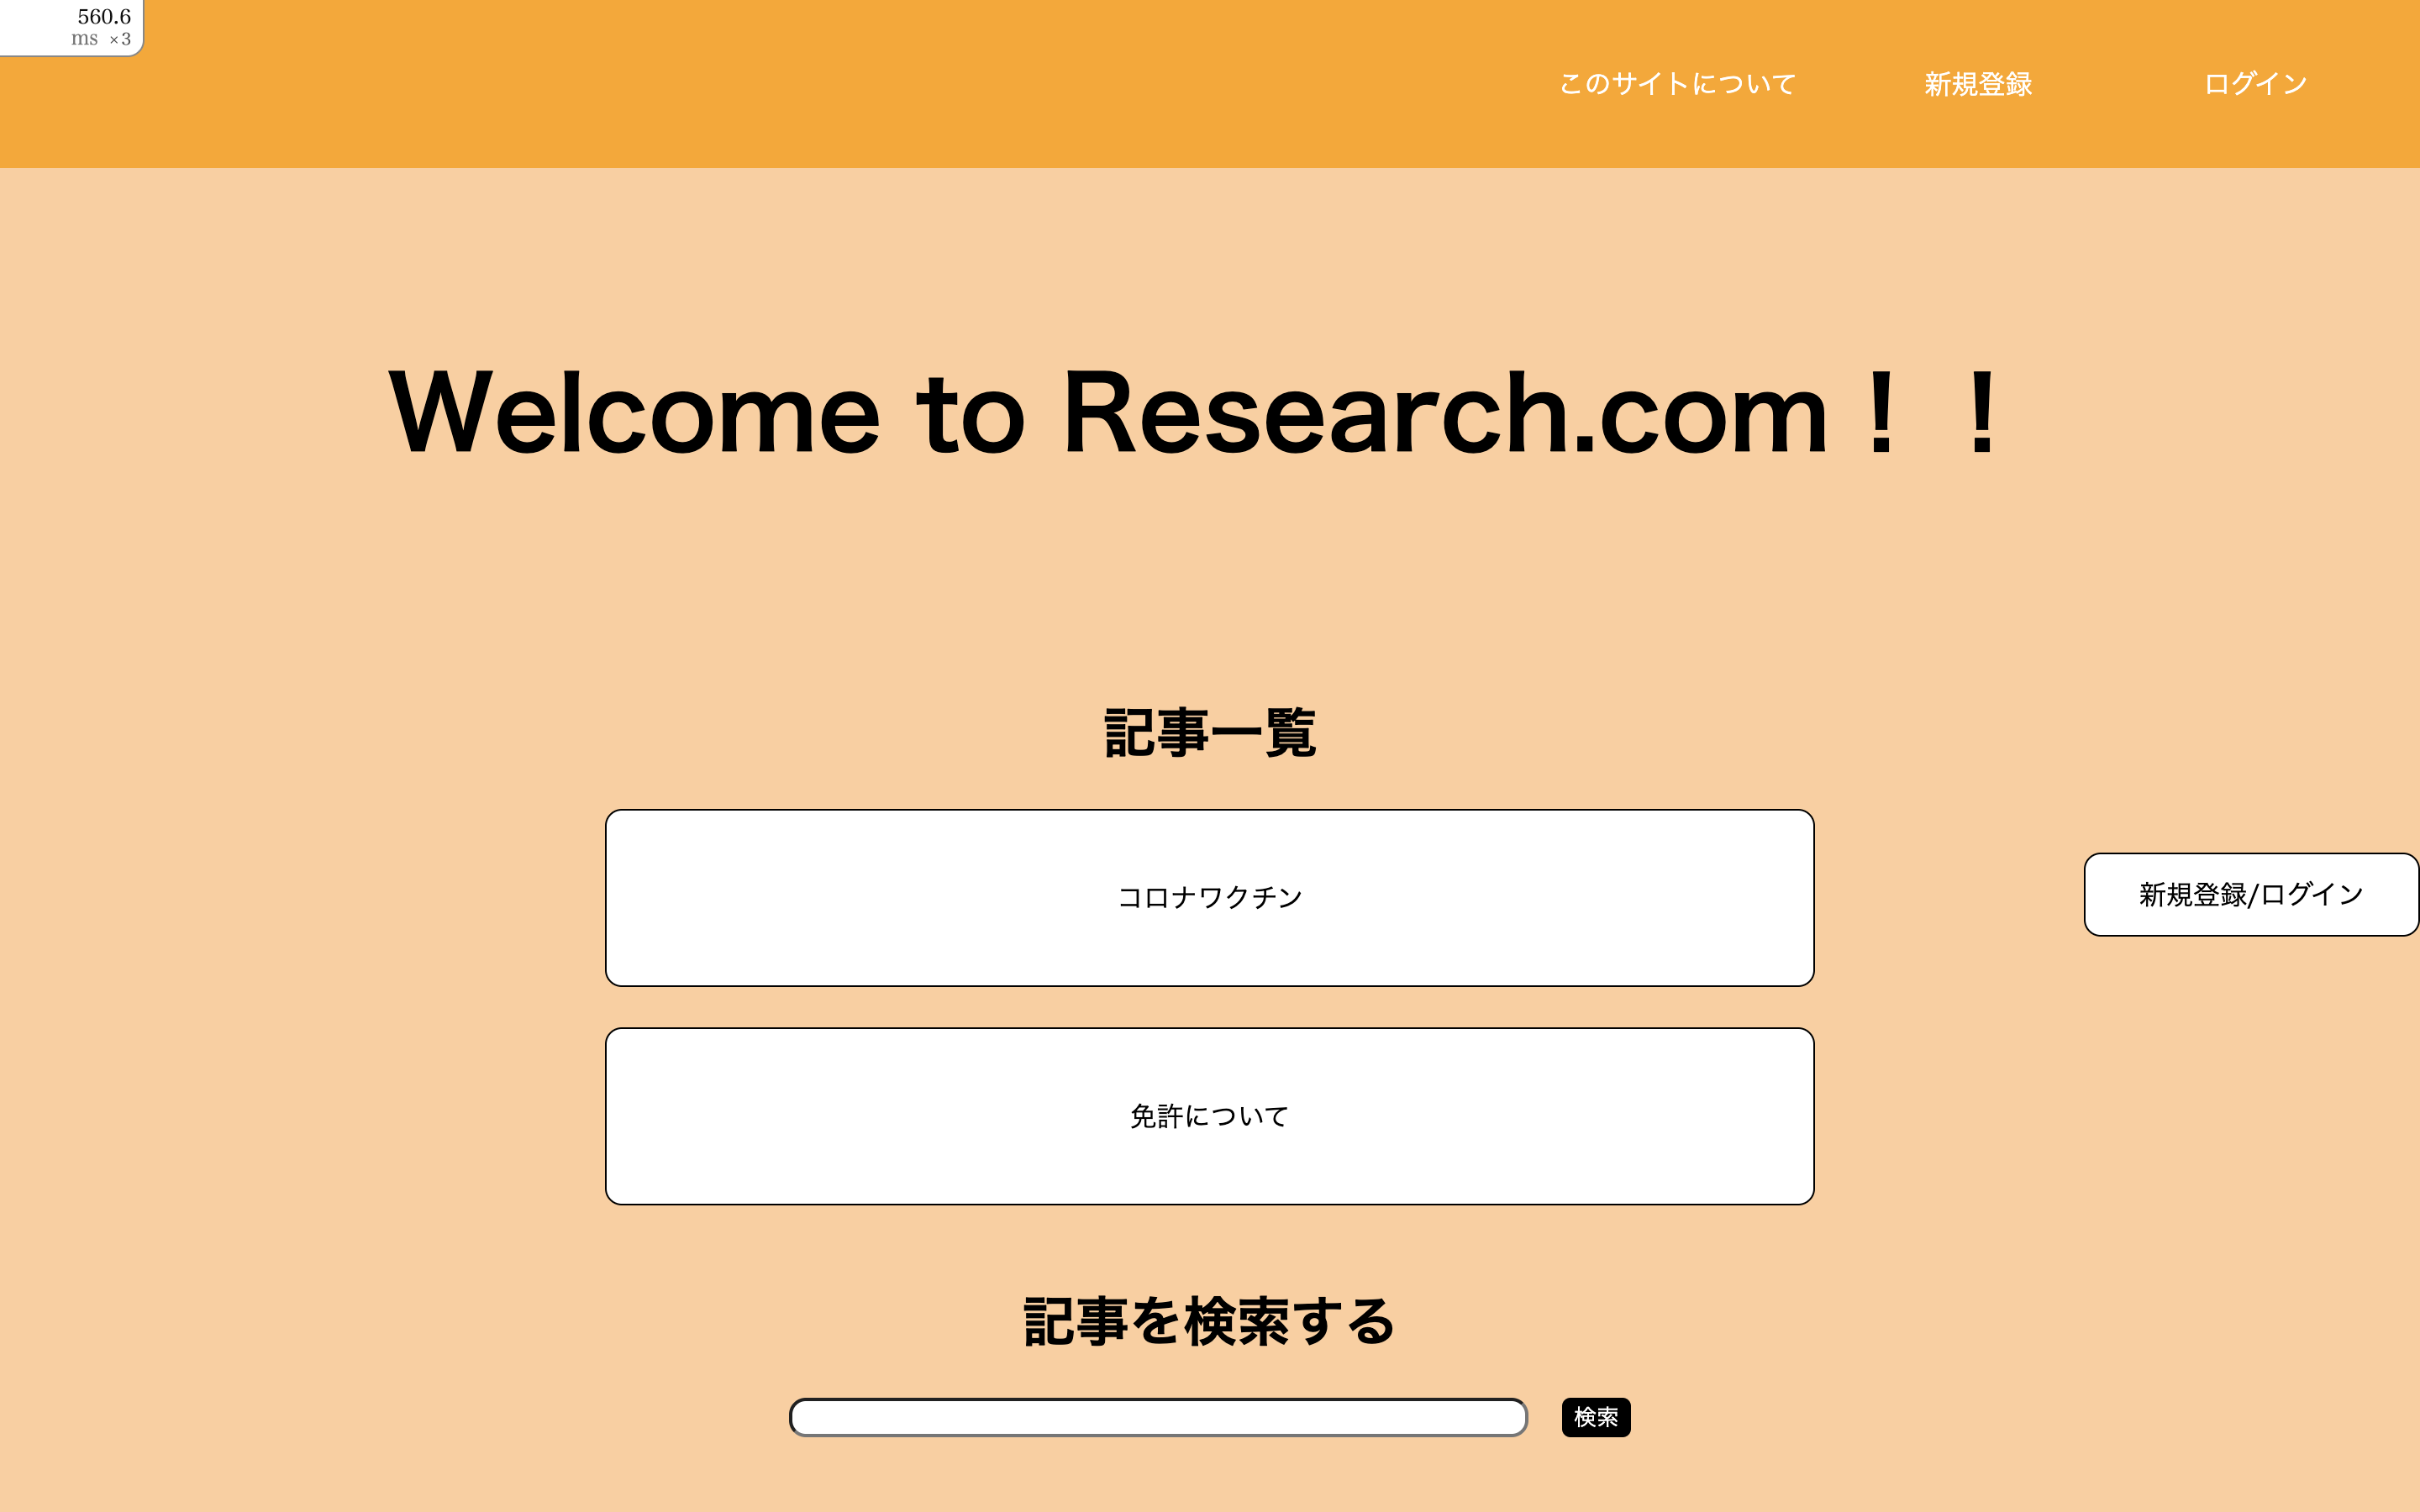 560.6
ms ×3
このサイトについて
新規登録
ログイン
Welcome to Research.com！！
記事一覧
コロナワクチン
新規登録/ログイン
免許について
記事を検索する
検索